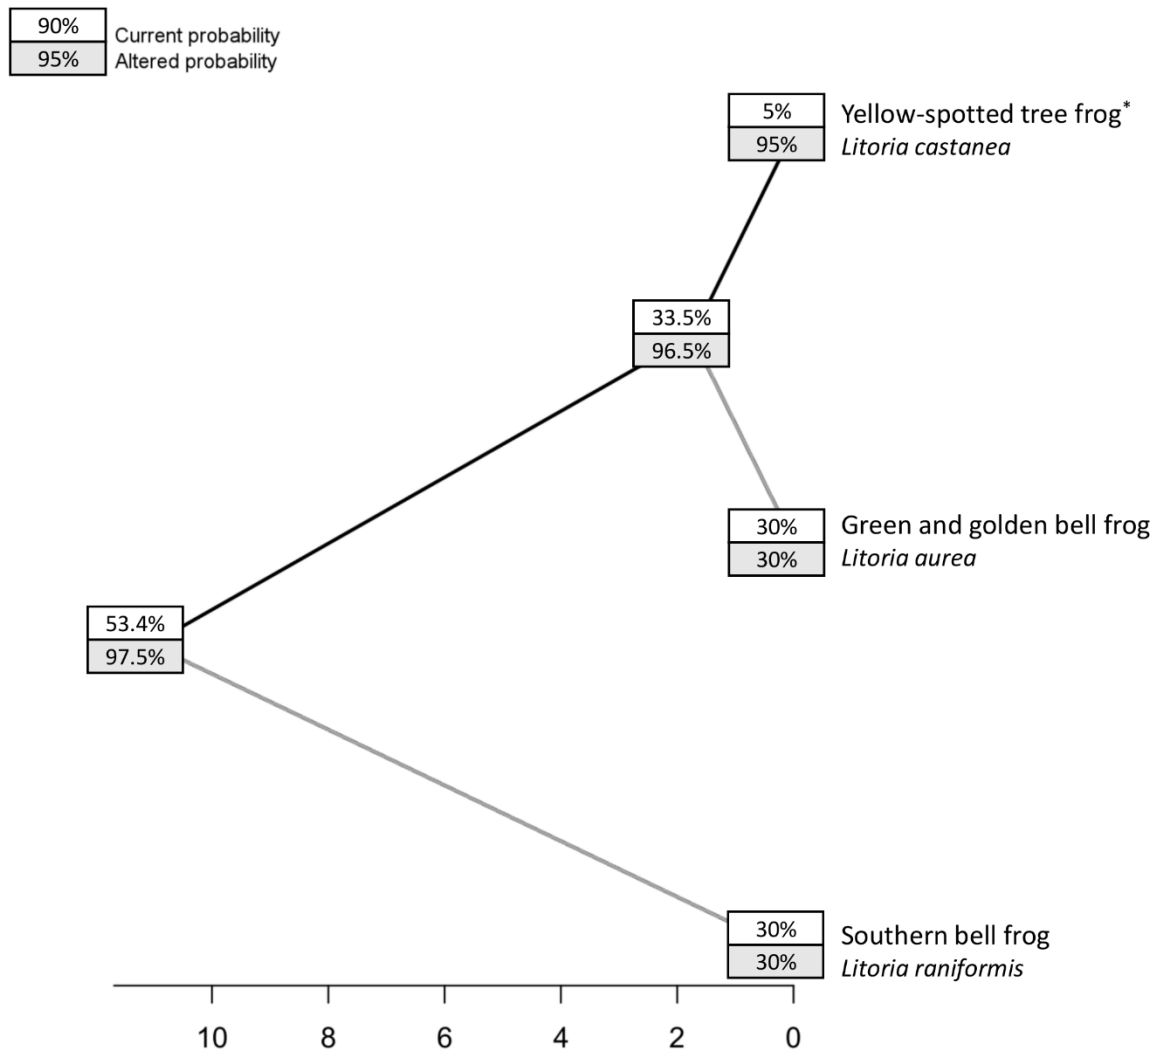 90%
Current probability
95%
Altered probability
5%
Yellow-spotted tree frog*
95%
Litoria castanea
33.5%
96.5%
30%
Green and golden bell frog
30%
Litoria aurea
53.4%
97.5%
30%
Southern bell frog
30%
Litoria raniformis
10 8 6 4 2 0